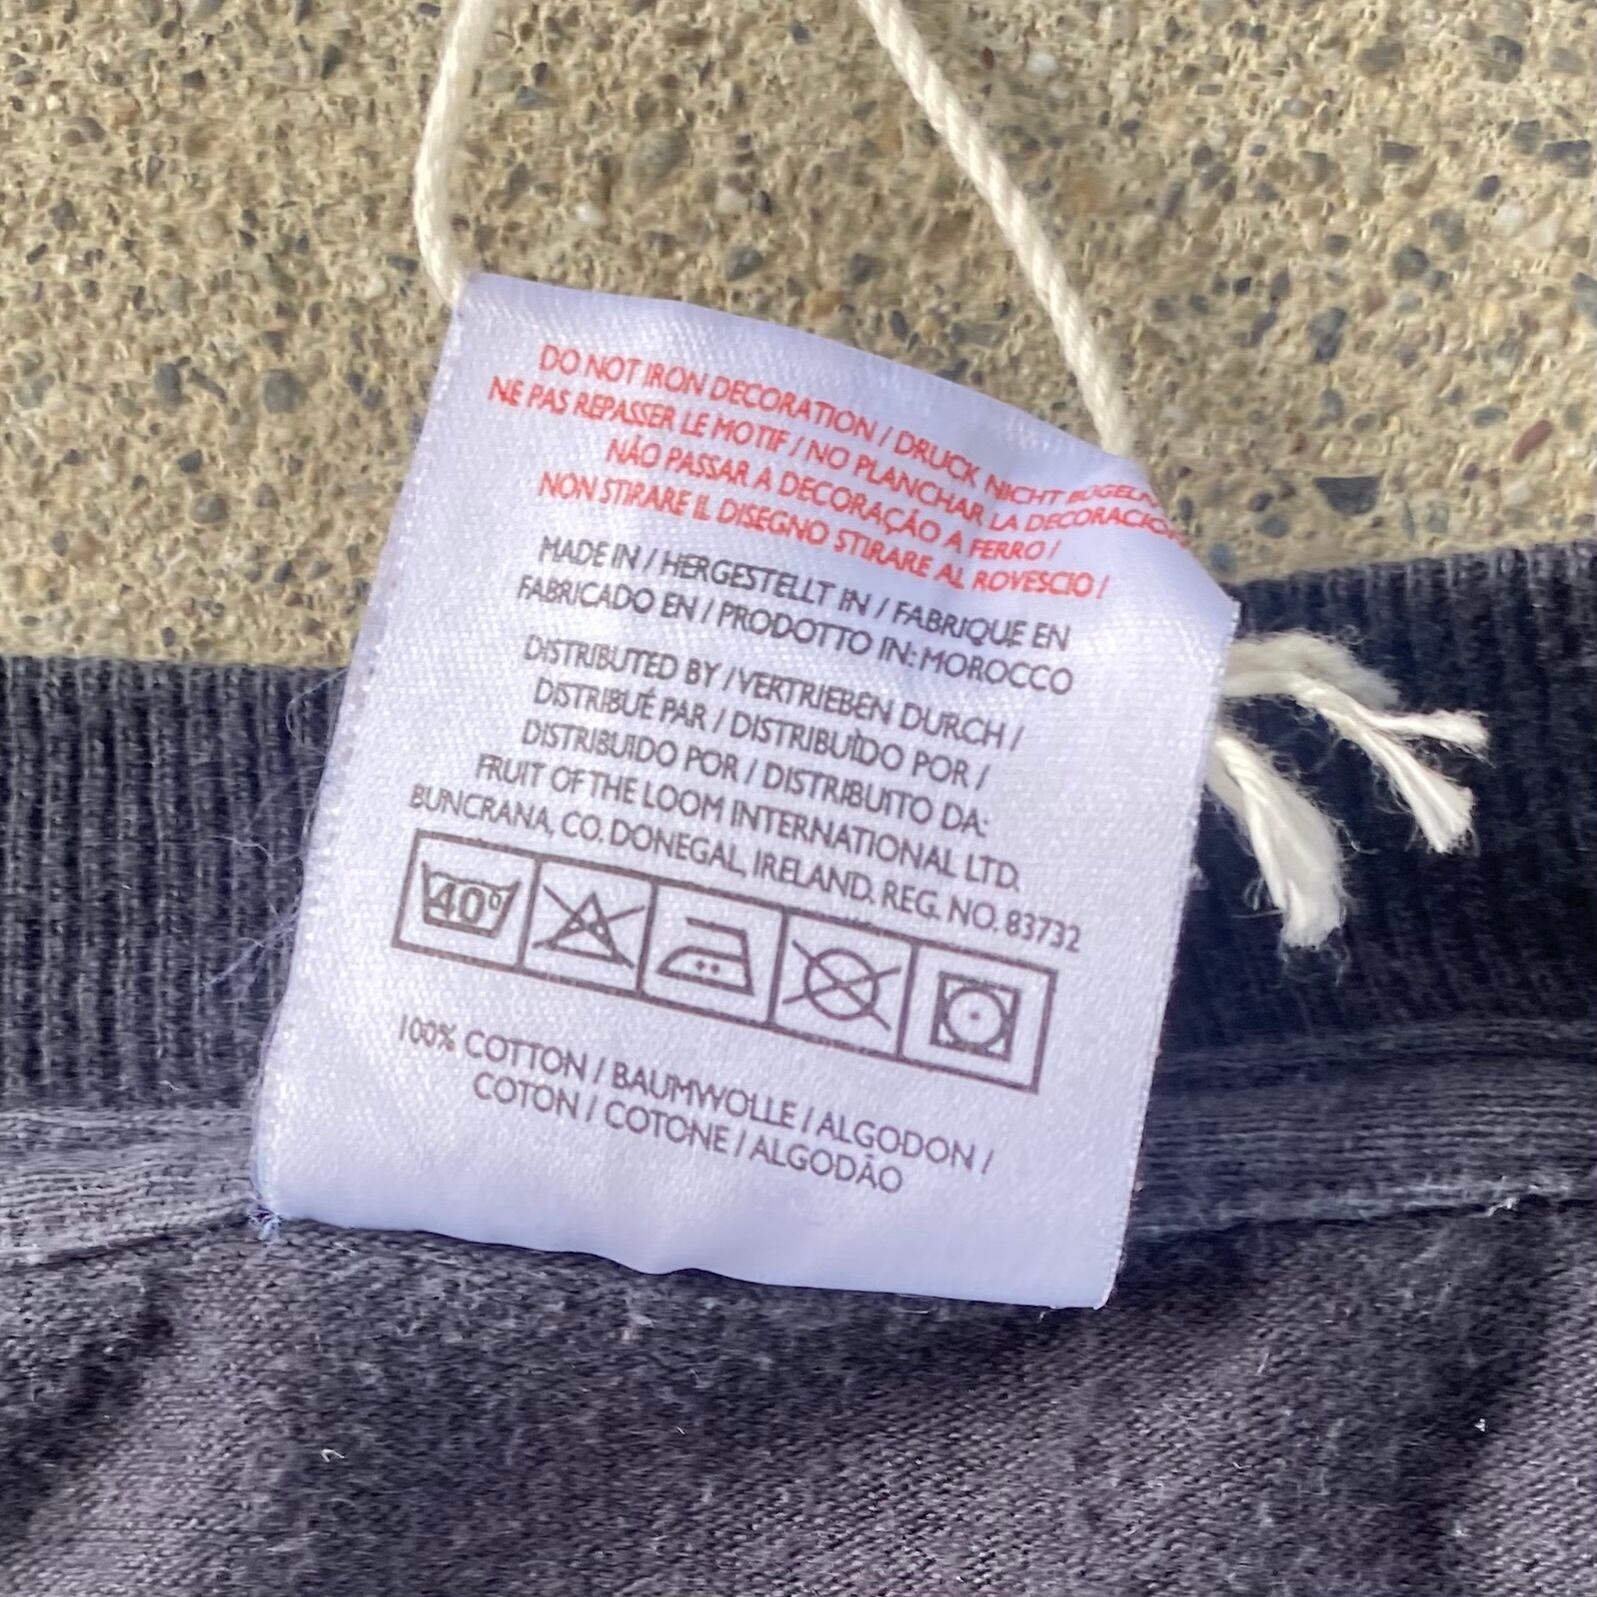 DO NOT IRON DECORATION / DRUCK NICHT BÜGELN
NE PAS REPASSER LE MOTIF / NO PLANCHAR LA DECORACIÓN
NÃO PASSAR A DECORAÇÃO A FERRO /
NON STIRARE IL DISEGNO STIRARE AL ROVESCIO /
MADE IN / HERGESTELLT IN / FABRIQUE EN
FABRICADO EN / PRODOTTO IN: MOROCCO
DISTRIBUTED BY / VERTRIEBEN DURCH /
DISTRIBUÉ PAR / DISTRIBUÍDO POR /
DISTRIBUIDO POR / DISTRIBUITO DA:
FRUIT OF THE LOOM INTERNATIONAL LTD.
BUNCRANA, CO. DONEGAL, IRELAND. REG. NO. 83732
40°
100% COTTON / BAUMWOLLE / ALGODON /
COTON / COTONE / ALGODÃO